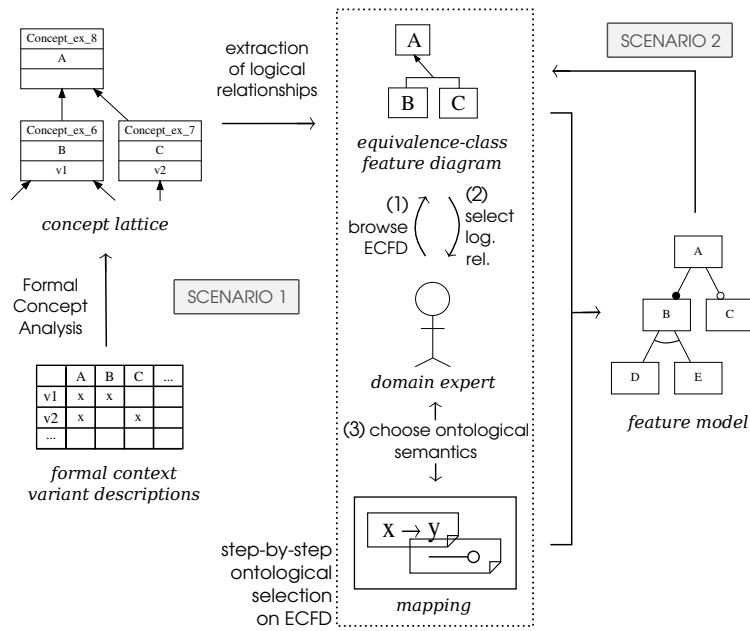 Concept_ex_8
A
Concept_ex_6
B
v1
Concept_ex_7
C
v2
concept lattice
extraction
of logical
relationships
Formal
Concept
Analysis
SCENARIO 1
A B C ...
v1 x x
v2 x x
...
formal context
variant descriptions
A
B C
equivalence-class
feature diagram
(1)
browse
ECFD
(2)
select
log.
rel.
domain expert
(3) choose ontological
semantics
x → y
mapping
step-by-step
ontological
selection
on ECFD
SCENARIO 2
A
B C
D E
feature model